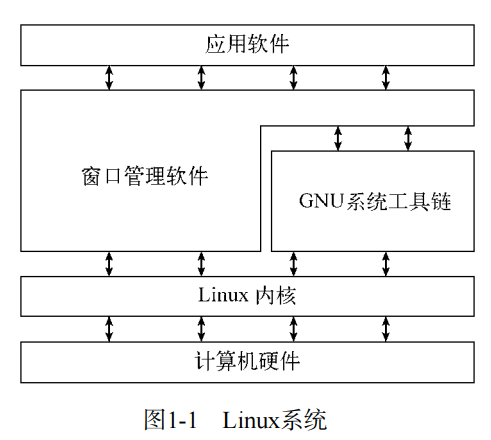 应用软件
窗口管理软件
GNU系统工具链
Linux 内核
计算机硬件
图1-1 Linux系统